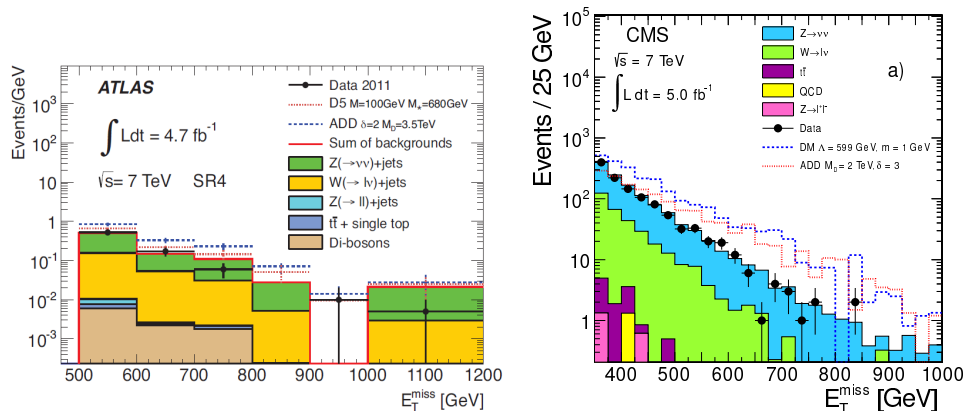 ATLAS
∫ Ldt = 4.7 fb⁻¹
√s = 7 TeV SR4
Data 2011
D5 M=100GeV M*=680GeV
ADD δ=2 M_D=3.5TeV
Sum of backgrounds
Z(→νν)+jets
W(→ lν)+jets
Z(→ ll)+jets
tt̄ + single top
Di-bosons
Events/GeV
10³
10²
10
1
10⁻¹
10⁻²
10⁻³
500 600 700 800 900 1000 1100 1200
E_T^miss [GeV]
CMS
√s = 7 TeV
∫ L dt = 5.0 fb⁻¹
a)
Z→νν
W→lν
tt̄
QCD
Z→l⁺l⁻
Data
DM Λ = 599 GeV, m = 1 GeV
ADD M_D = 2 TeV, δ = 3
Events / 25 GeV
10⁵
10⁴
10³
10²
10
1
400 500 600 700 800 900 1000
E_T^miss [GeV]